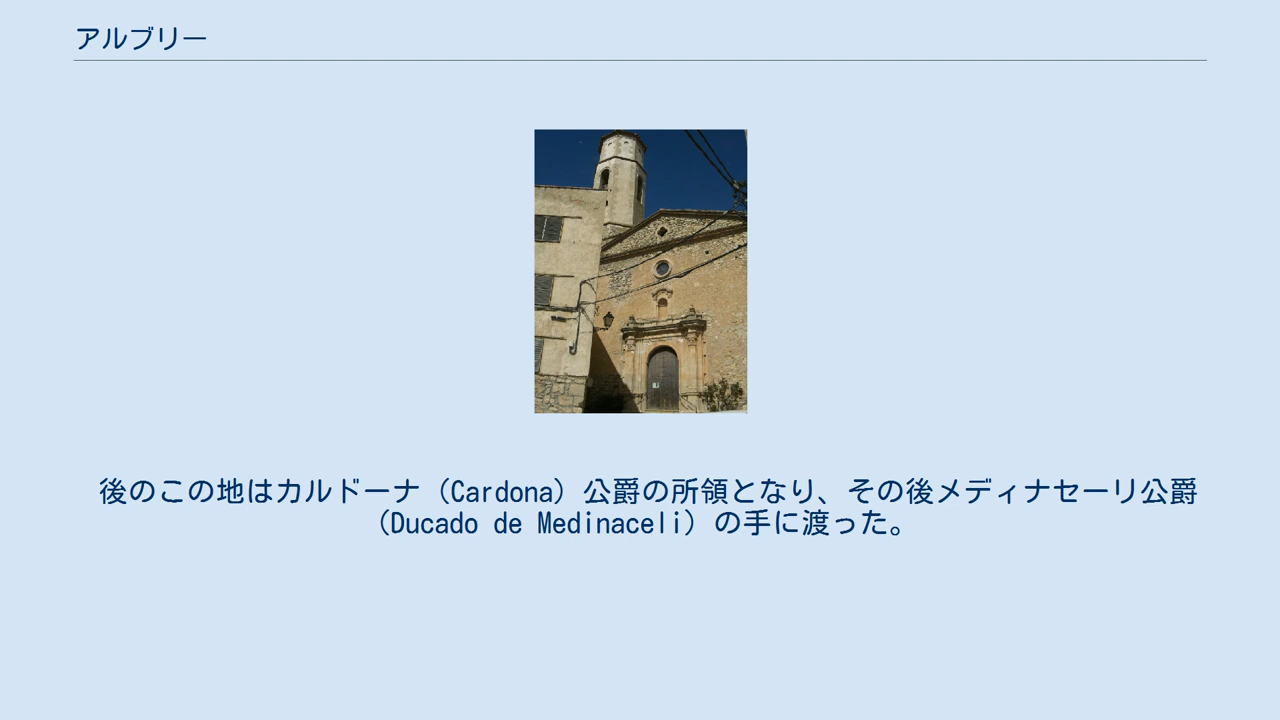 アルブリー
後のこの地はカルドーナ（Cardona）公爵の所領となり、その後メディナセーリ公爵
（Ducado de Medinaceli）の手に渡った。